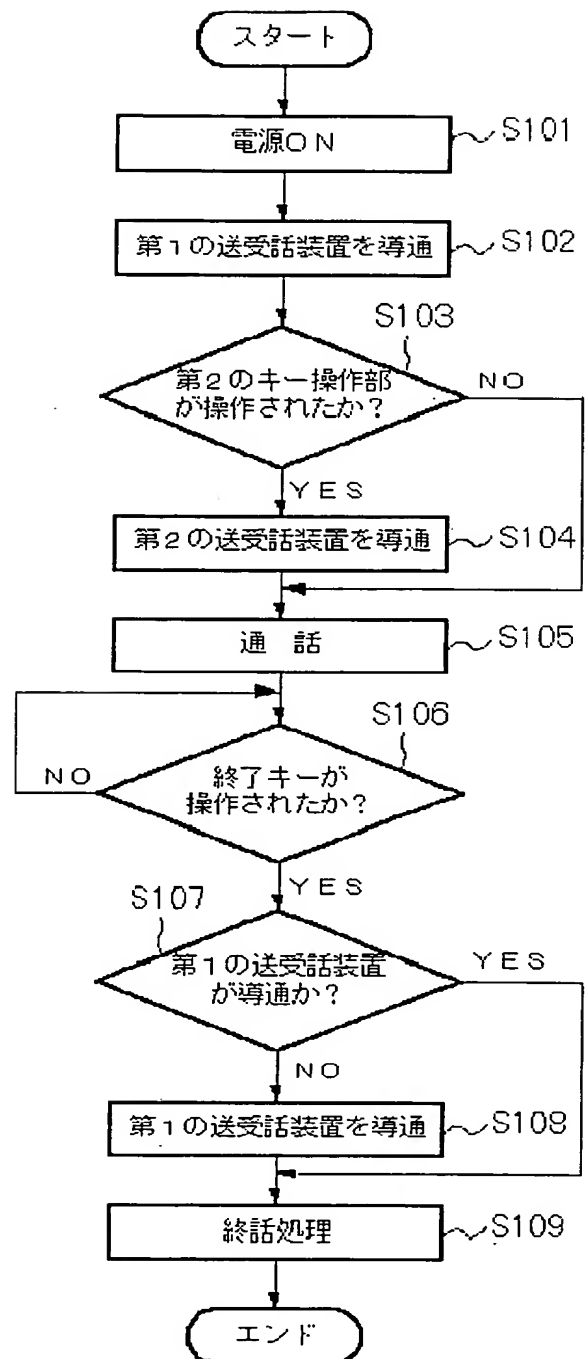 スタート
電源ON
S101
第1の送受話装置を導通
S102
S103
第2のキー操作部
が操作されたか?
NO
YES
第2の送受話装置を導通
S104
通 話
S105
S106
NO
終了キーが
操作されたか?
YES
S107
第1の送受話装置
が導通か?
YES
NO
第1の送受話装置を導通
S108
終話処理
S109
エンド